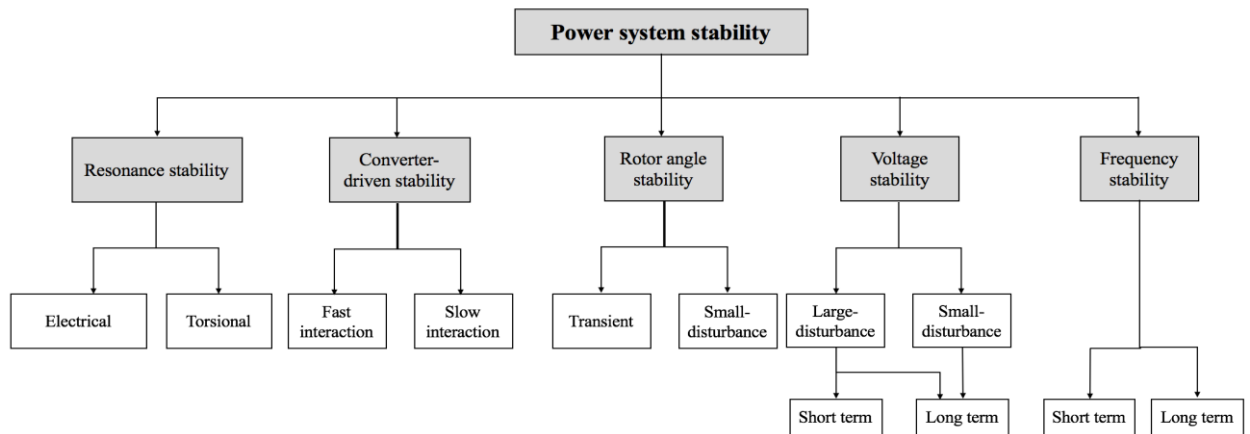 Power system stability
Resonance stability
Converter-
driven stability
Rotor angle
stability
Voltage
stability
Frequency
stability
Electrical
Torsional
Fast
interaction
Slow
interaction
Transient
Small-
disturbance
Large-
disturbance
Small-
disturbance
Short term
Long term
Short term
Long term